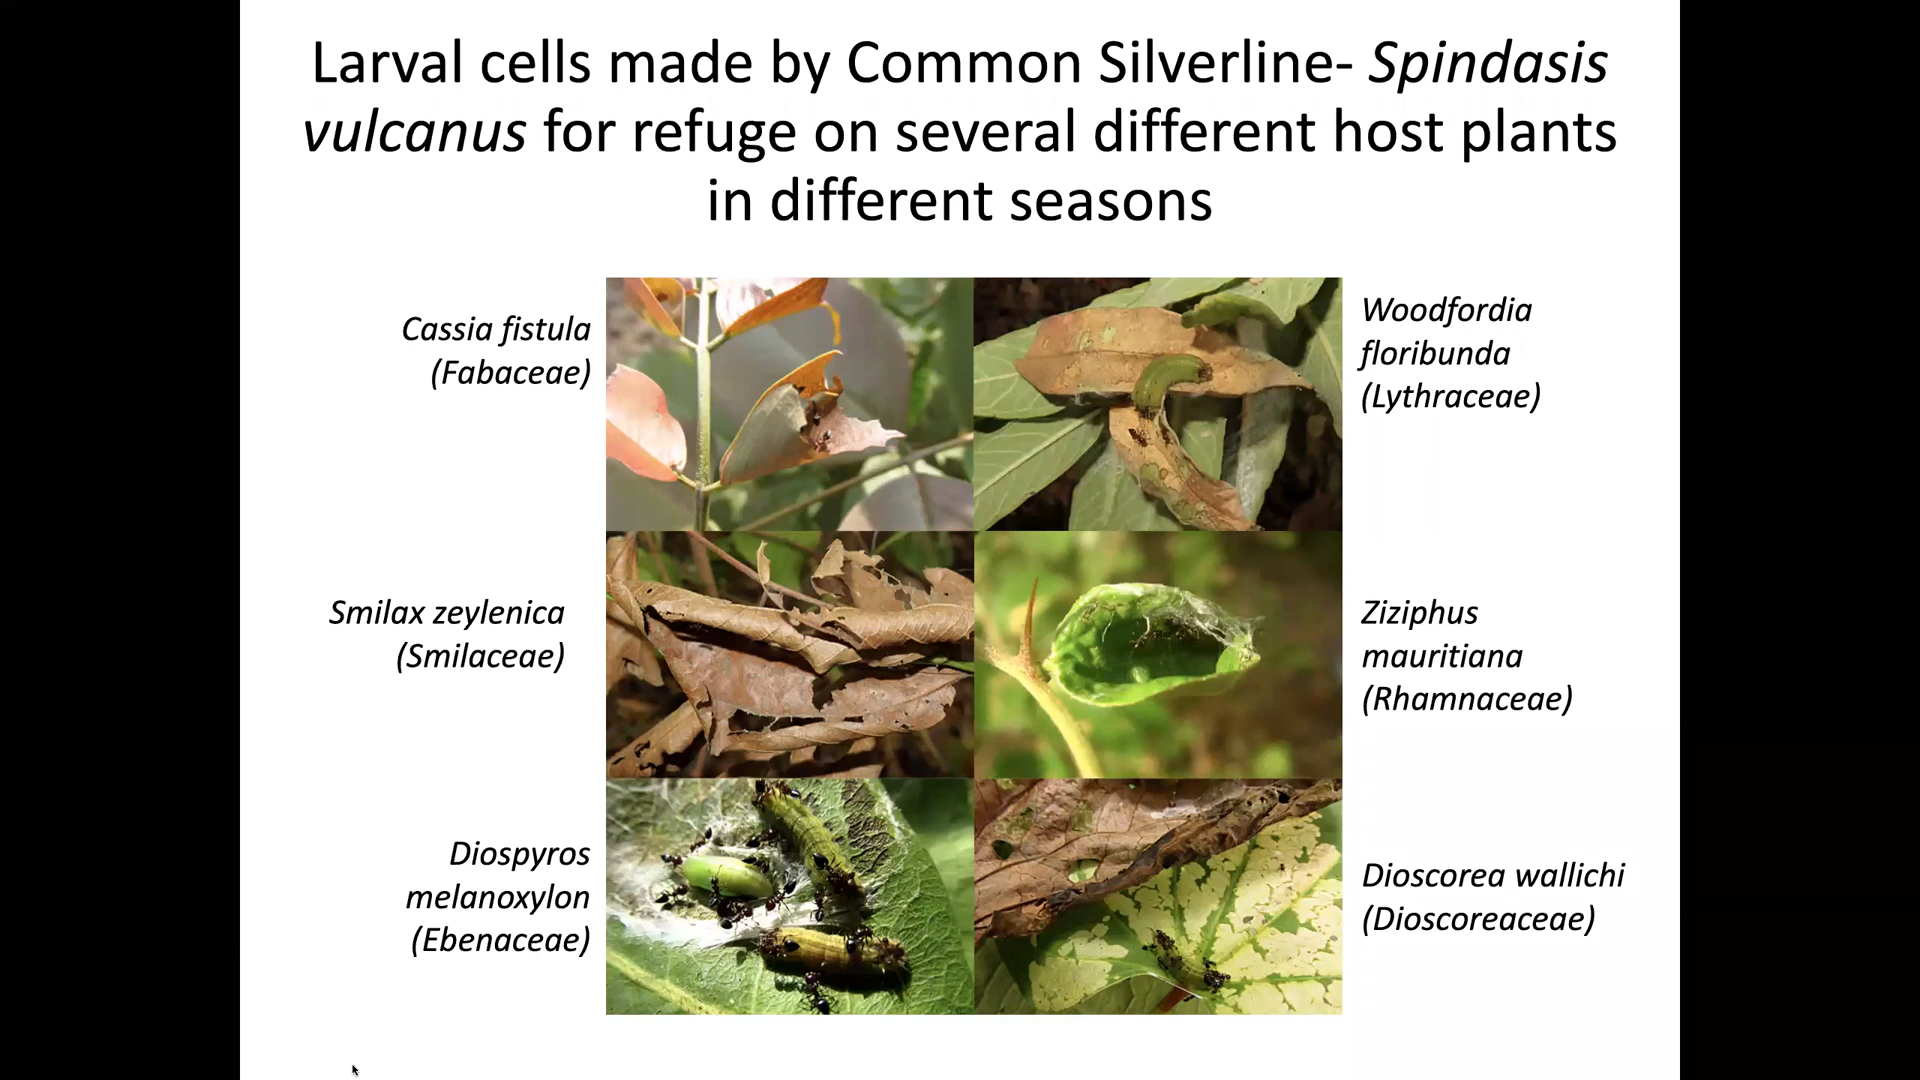 Larval cells made by Common Silverline- Spindasis
vulcanus for refuge on several different host plants
in different seasons
Cassia fistula
(Fabaceae)
Woodfordia
floribunda
(Lythraceae)
Smilax zeylenica
(Smilaceae)
Ziziphus
mauritiana
(Rhamnaceae)
Diospyros
melanoxylon
(Ebenaceae)
Dioscorea wallichi
(Dioscoreaceae)